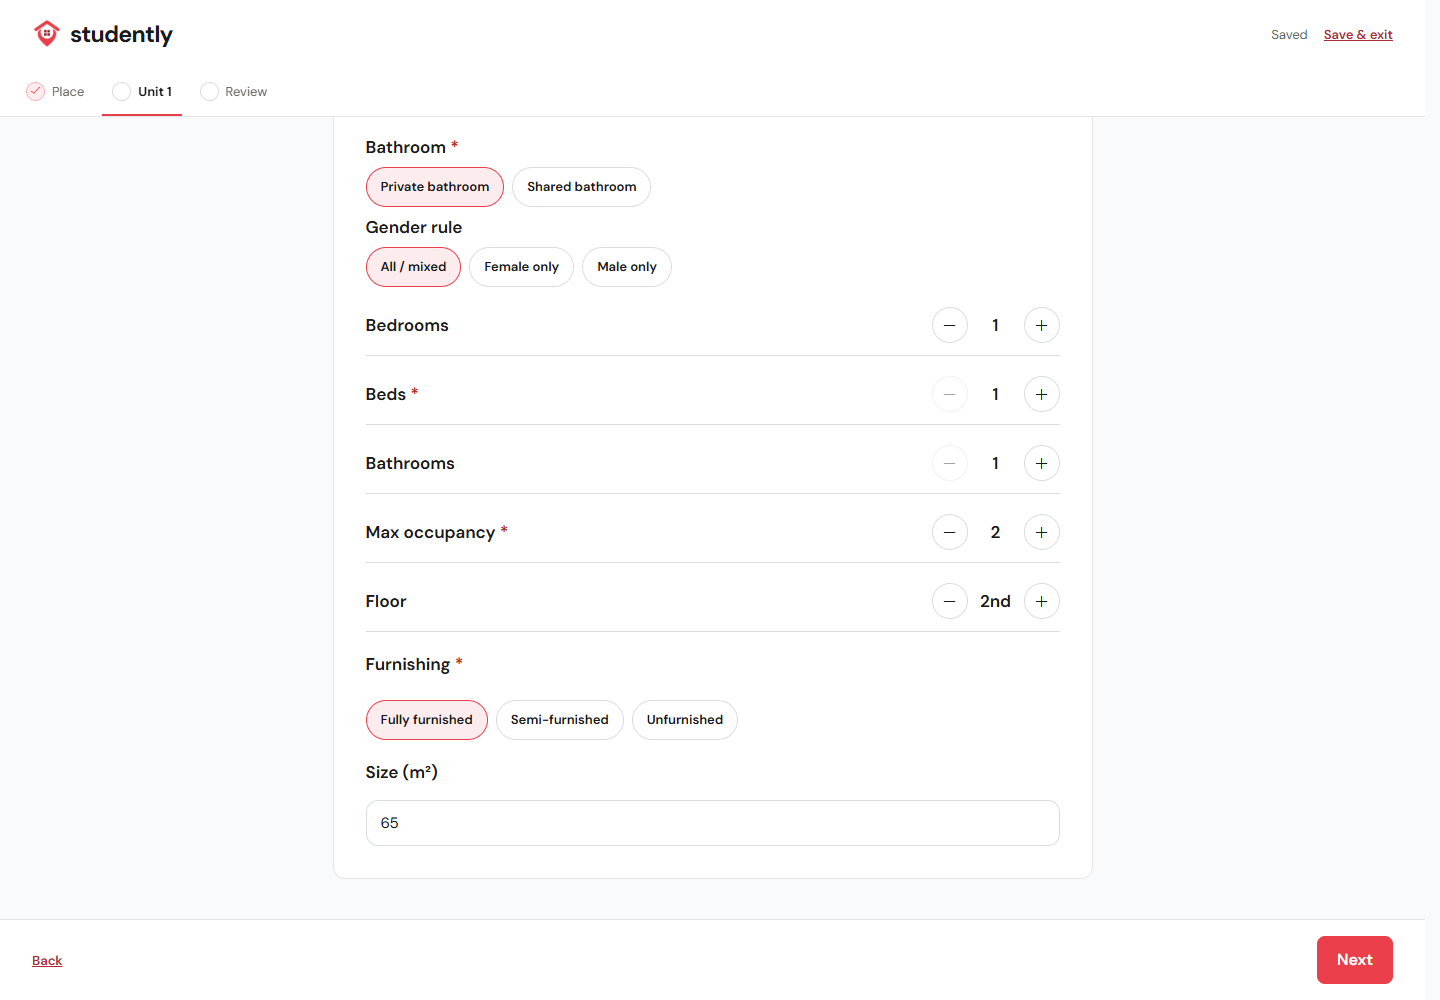 studently
Saved
Save & exit
Place
Unit 1
Review
Bathroom *
Private bathroom
Shared bathroom
Gender rule
All / mixed
Female only
Male only
Bedrooms
1
Beds *
1
Bathrooms
1
Max occupancy *
2
Floor
2nd
Furnishing *
Fully furnished
Semi-furnished
Unfurnished
Size (m²)
65
Back
Next